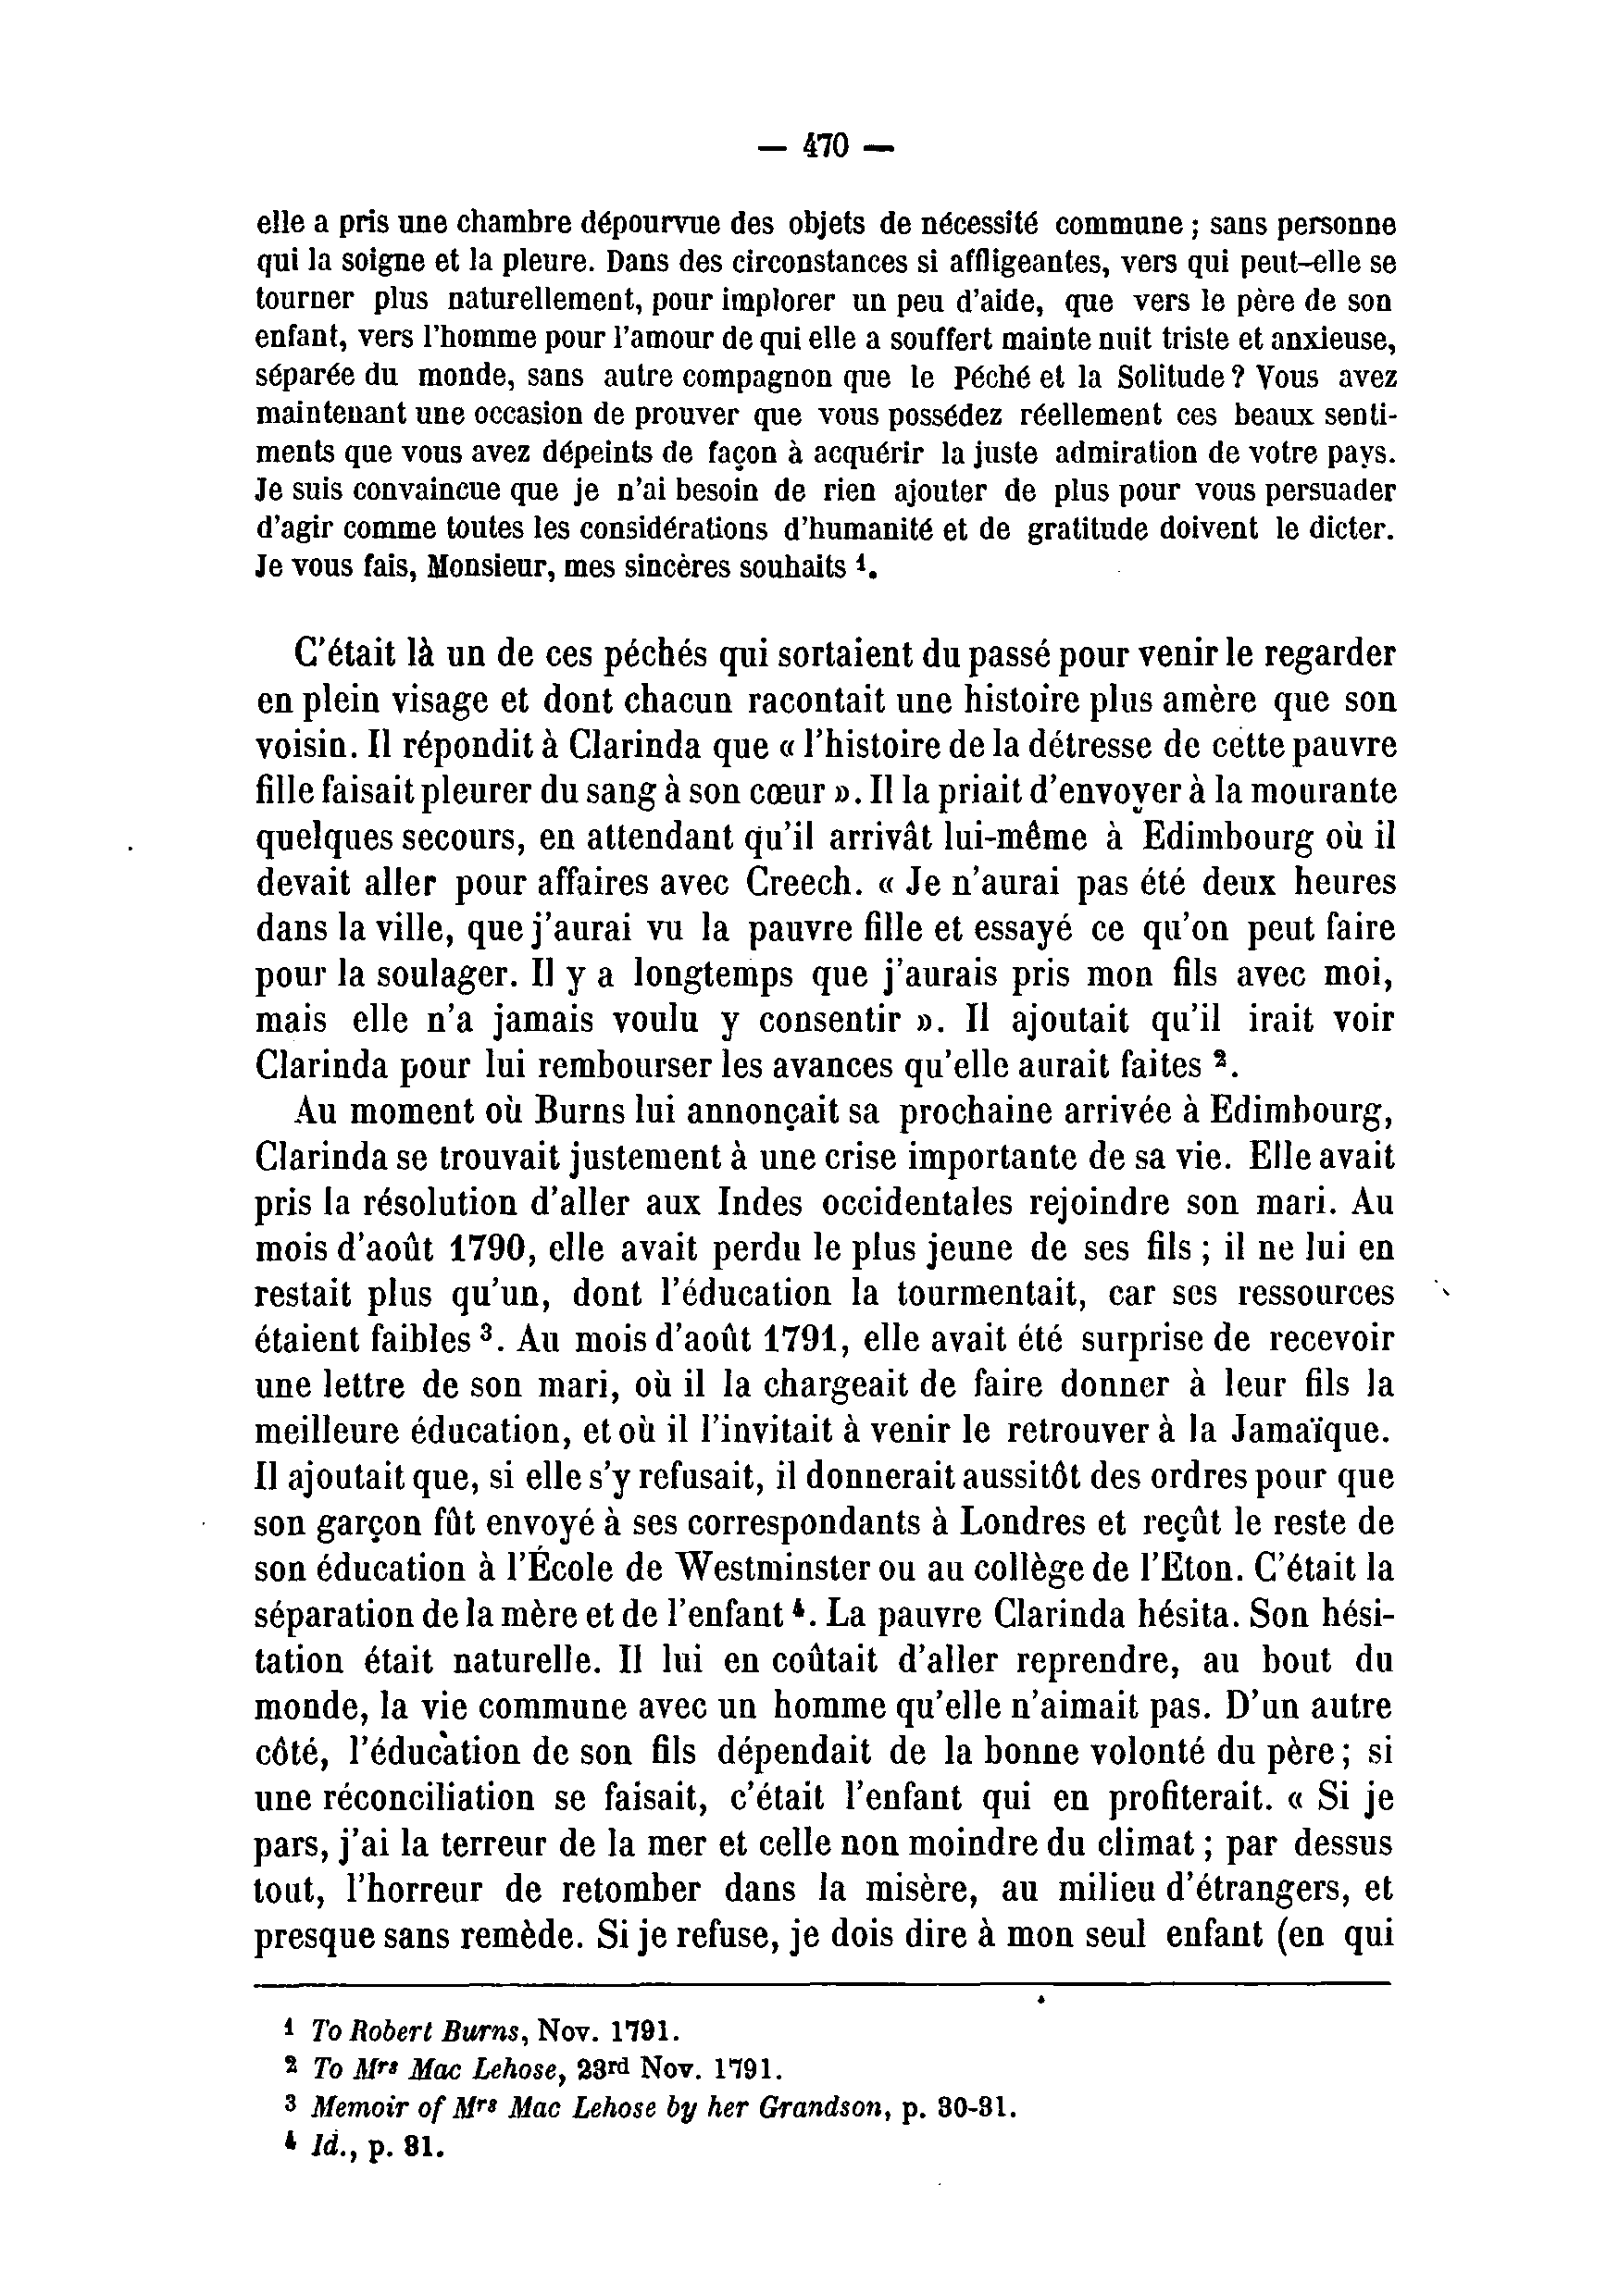 — 470 —
elle a pris une chambre dépourvue des objets de nécessité commune ; sans personne
qui la soigne et la pleure. Dans des circonstances si affligeantes, vers qui peut-elle se
tourner plus naturellement, pour implorer un peu d'aide, que vers le père de son
enfant, vers l'homme pour l'amour de qui elle a souffert mainte nuit triste et anxieuse,
séparée du monde, sans autre compagnon que le Péché et la Solitude ? Vous avez
maintenant une occasion de prouver que vous possédez réellement ces beaux senti-
ments que vous avez dépeints de façon à acquérir la juste admiration de votre pays.
Je suis convaincue que je n'ai besoin de rien ajouter de plus pour vous persuader
d'agir comme toutes les considérations d'humanité et de gratitude doivent le dicter.
Je vous fais, Monsieur, mes sincères souhaits ¹.
C'était là un de ces péchés qui sortaient du passé pour venir le regarder
en plein visage et dont chacun racontait une histoire plus amère que son
voisin. Il répondit à Clarinda que « l'histoire de la détresse de cette pauvre
fille faisait pleurer du sang à son cœur ». Il la priait d'envoyer à la mourante
quelques secours, en attendant qu'il arrivât lui-même à Edimbourg où il
devait aller pour affaires avec Creech. « Je n'aurai pas été deux heures
dans la ville, que j'aurai vu la pauvre fille et essayé ce qu'on peut faire
pour la soulager. Il y a longtemps que j'aurais pris mon fils avec moi,
mais elle n'a jamais voulu y consentir ». Il ajoutait qu'il irait voir
Clarinda pour lui rembourser les avances qu'elle aurait faites ².
Au moment où Burns lui annonçait sa prochaine arrivée à Edimbourg,
Clarinda se trouvait justement à une crise importante de sa vie. Elle avait
pris la résolution d'aller aux Indes occidentales rejoindre son mari. Au
mois d'août 1790, elle avait perdu le plus jeune de ses fils ; il ne lui en
restait plus qu'un, dont l'éducation la tourmentait, car ses ressources
étaient faibles ³. Au mois d'août 1791, elle avait été surprise de recevoir
une lettre de son mari, où il la chargeait de faire donner à leur fils la
meilleure éducation, et où il l'invitait à venir le retrouver à la Jamaïque.
Il ajoutait que, si elle s'y refusait, il donnerait aussitôt des ordres pour que
son garçon fût envoyé à ses correspondants à Londres et reçût le reste de
son éducation à l'École de Westminster ou au collège de l'Eton. C'était la
séparation de la mère et de l'enfant ⁴. La pauvre Clarinda hésita. Son hési-
tation était naturelle. Il lui en coûtait d'aller reprendre, au bout du
monde, la vie commune avec un homme qu'elle n'aimait pas. D'un autre
côté, l'éducation de son fils dépendait de la bonne volonté du père ; si
une réconciliation se faisait, c'était l'enfant qui en profiterait. « Si je
pars, j'ai la terreur de la mer et celle non moindre du climat ; par dessus
tout, l'horreur de retomber dans la misère, au milieu d'étrangers, et
presque sans remède. Si je refuse, je dois dire à mon seul enfant (en qui
¹ To Robert Burns, Nov. 1791.
² To Mrs Mac Lehose, 23rd Nov. 1791.
³ Memoir of Mrs Mac Lehose by her Grandson, p. 30-31.
⁴ Id., p. 31.